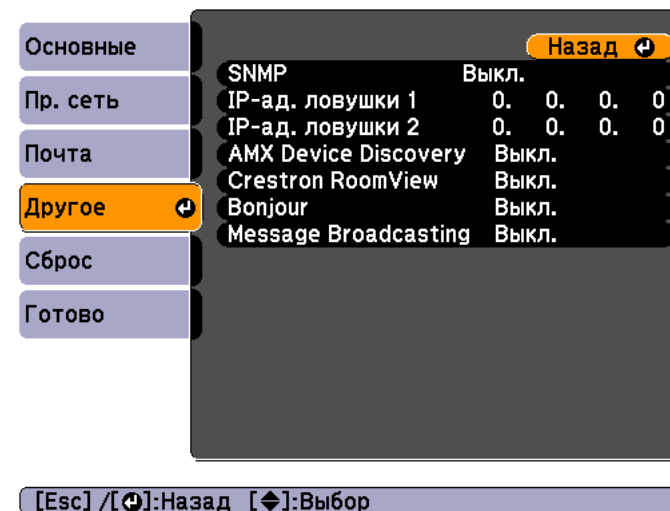 Основные
Пр. сеть
Почта
Другое
Сброс
Готово
Назад
SNMP Выкл.
IP-ад. ловушки 1 0. 0. 0. 0
IP-ад. ловушки 2 0. 0. 0. 0
AMX Device Discovery Выкл.
Crestron RoomView Выкл.
Bonjour Выкл.
Message Broadcasting Выкл.
[Esc] /[⏎]:Назад [◆]:Выбор